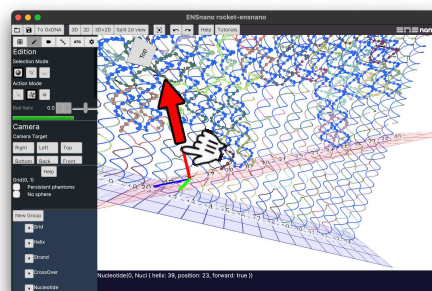 ENSnano rocket-ensnano
To OxDNA
3D
2D
3D+2D
Split 2d view
Help
Tutorials
ENSnano
Edition
Selection Mode
Action Mode
Roll helix 0.0
Camera
Camera Target
Right Left Top
Bottom Back Front
Help
Grid(0, 1)
Persistent phantoms
No sphere
New Group
Grid
Helix
Strand
CrossOver
Nucleotide
Top
Nucleotide(0, Nucl { helix: 39, position: 23, forward: true })